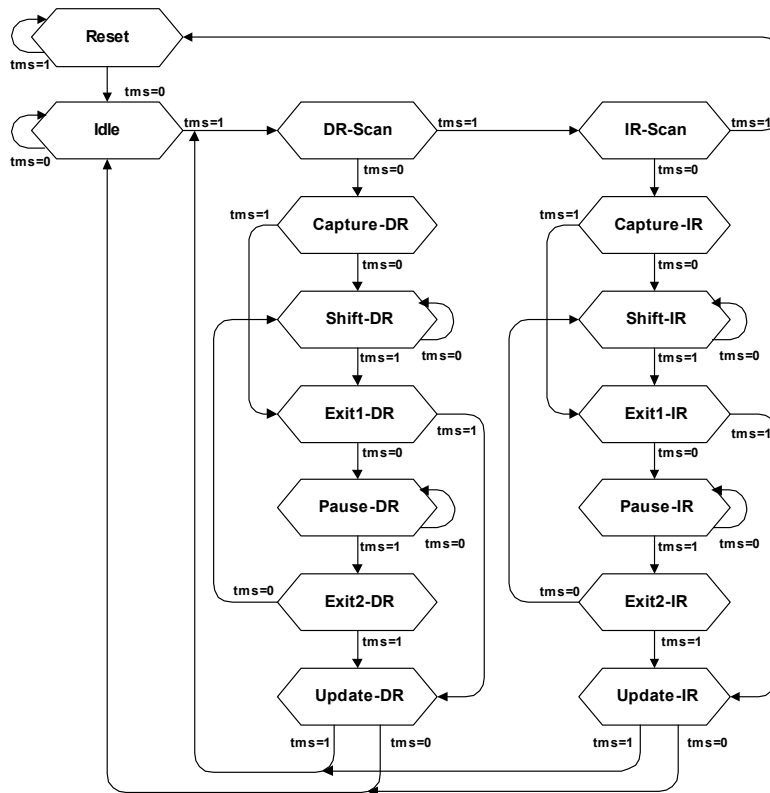 Reset
tms=1
tms=0
Idle
tms=1
DR-Scan
tms=1
IR-Scan
tms=1
tms=0
tms=0
tms=0
tms=1
Capture-DR
tms=1
Capture-IR
tms=0
tms=0
Shift-DR
Shift-IR
tms=1
tms=0
tms=1
tms=0
Exit1-DR
Exit1-IR
tms=1
tms=1
tms=0
tms=0
Pause-DR
Pause-IR
tms=1
tms=0
tms=1
tms=0
tms=0
Exit2-DR
tms=0
Exit2-IR
tms=1
tms=1
Update-DR
Update-IR
tms=1
tms=0
tms=1
tms=0